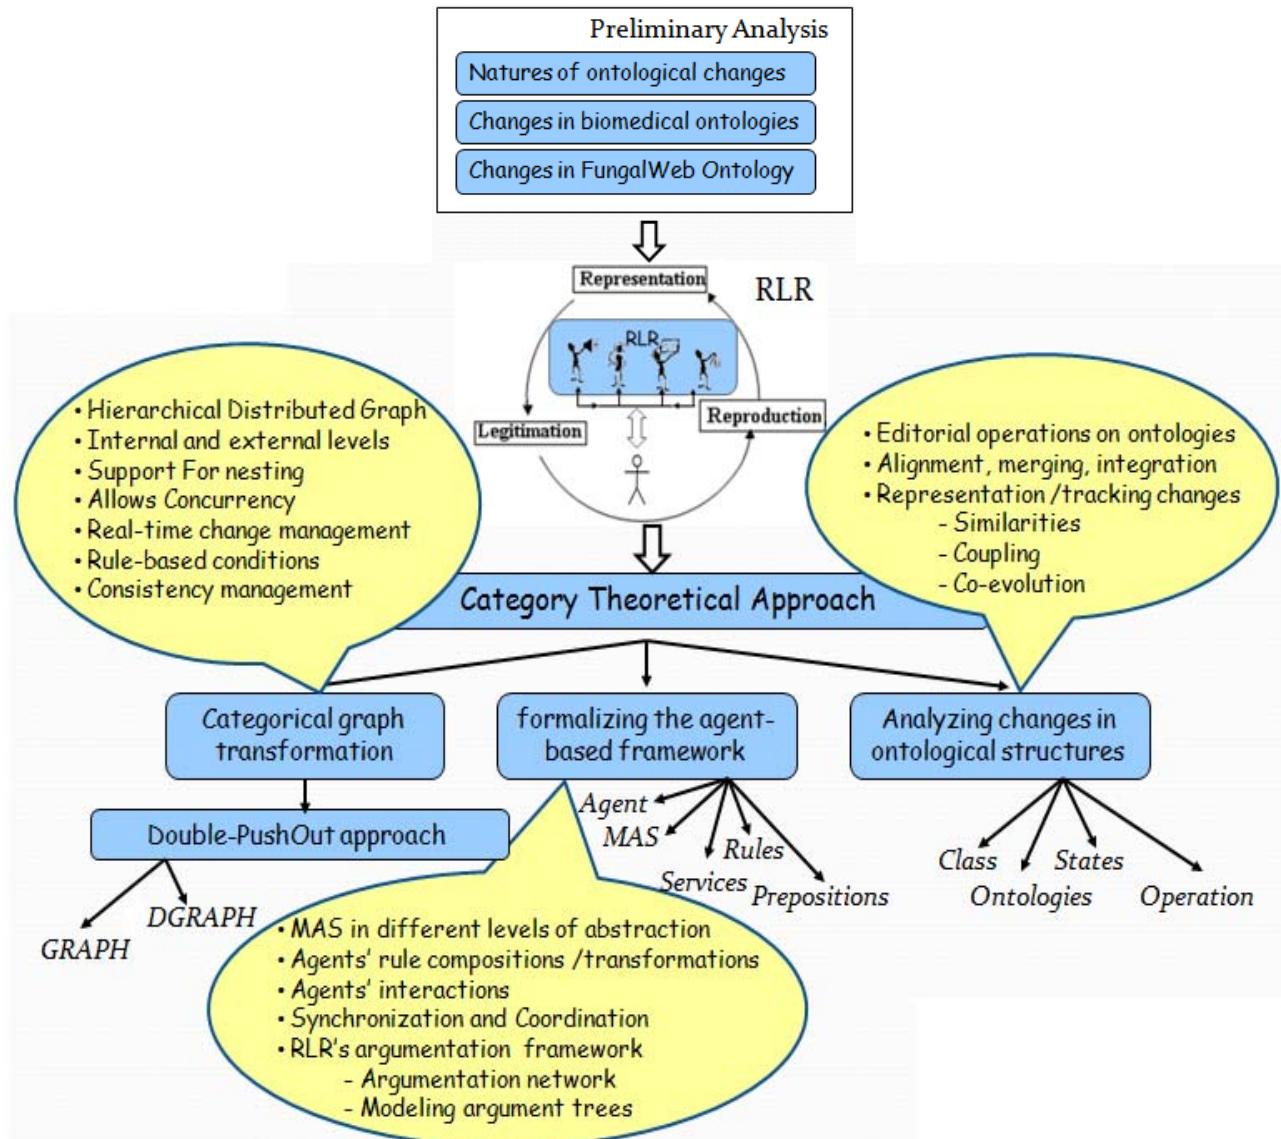 Preliminary Analysis
Natures of ontological changes
Changes in biomedical ontologies
Changes in FungalWeb Ontology
Representation
RLR
RLR
Legitimation
Reproduction
• Hierarchical Distributed Graph
• Internal and external levels
• Support For nesting
• Allows Concurrency
• Real-time change management
• Rule-based conditions
• Consistency management
• Editorial operations on ontologies
• Alignment, merging, integration
• Representation /tracking changes
- Similarities
- Coupling
- Co-evolution
Category Theoretical Approach
Categorical graph
transformation
formalizing the agent-
based framework
Analyzing changes in
ontological structures
Double-PushOut approach
GRAPH
DGRAPH
Agent
MAS
Services
Rules
Prepositions
Class
Ontologies
States
Operation
• MAS in different levels of abstraction
• Agents' rule compositions /transformations
• Agents' interactions
• Synchronization and Coordination
• RLR's argumentation framework
- Argumentation network
- Modeling argument trees